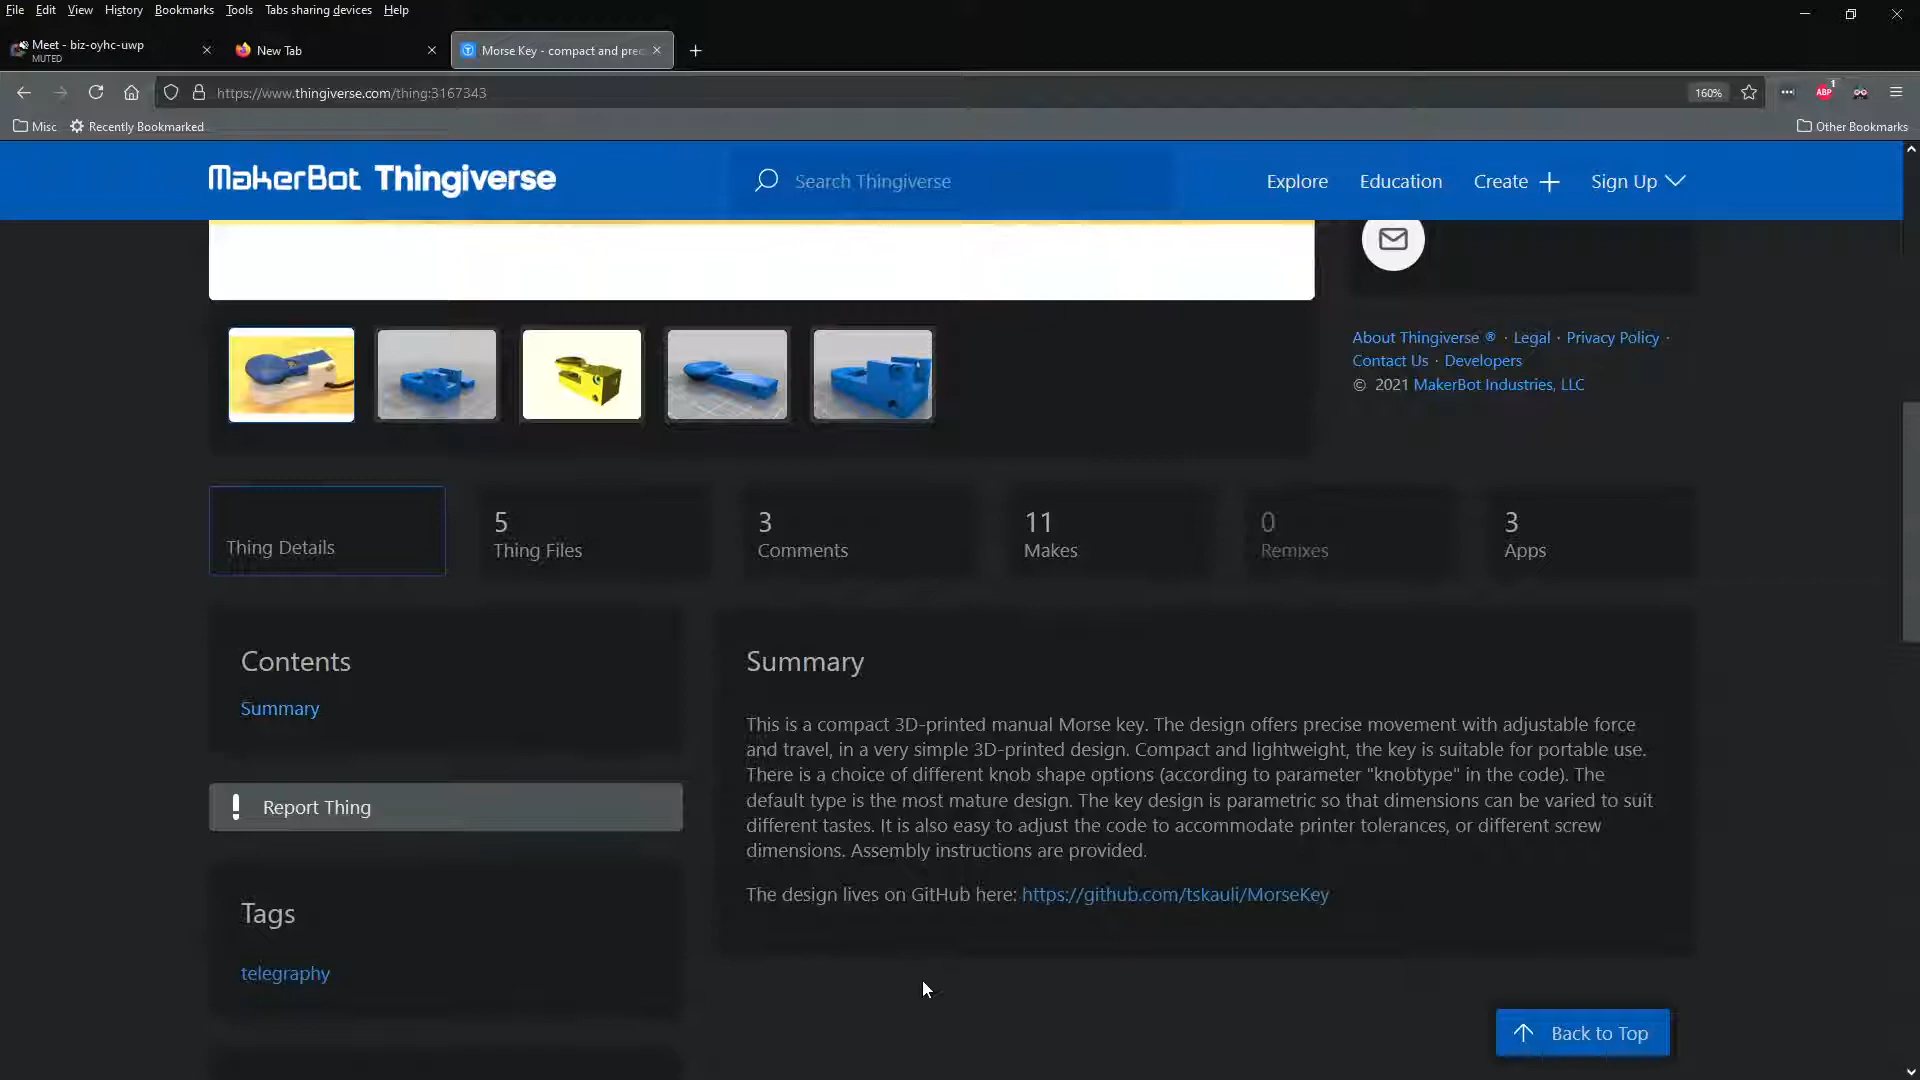 File Edit View History Bookmarks Tools Tabs sharing devices Help
Meet - biz-oyhc-uwp
MUTED
New Tab
Morse Key - compact and prec
https://www.thingiverse.com/thing:3167343
160%
ABP
1
Misc
Recently Bookmarked
Other Bookmarks
MakerBot Thingiverse
Search Thingiverse
Explore
Education
Create
Sign Up
About Thingiverse ® · Legal · Privacy Policy ·
Contact Us · Developers
© 2021 MakerBot Industries, LLC
Thing Details
5
Thing Files
3
Comments
11
Makes
0
Remixes
3
Apps
Contents
Summary
Report Thing
Tags
telegraphy
Summary
This is a compact 3D-printed manual Morse key. The design offers precise movement with adjustable force
and travel, in a very simple 3D-printed design. Compact and lightweight, the key is suitable for portable use.
There is a choice of different knob shape options (according to parameter "knobtype" in the code). The
default type is the most mature design. The key design is parametric so that dimensions can be varied to suit
different tastes. It is also easy to adjust the code to accommodate printer tolerances, or different screw
dimensions. Assembly instructions are provided.
The design lives on GitHub here: https://github.com/tskauli/MorseKey
Back to Top